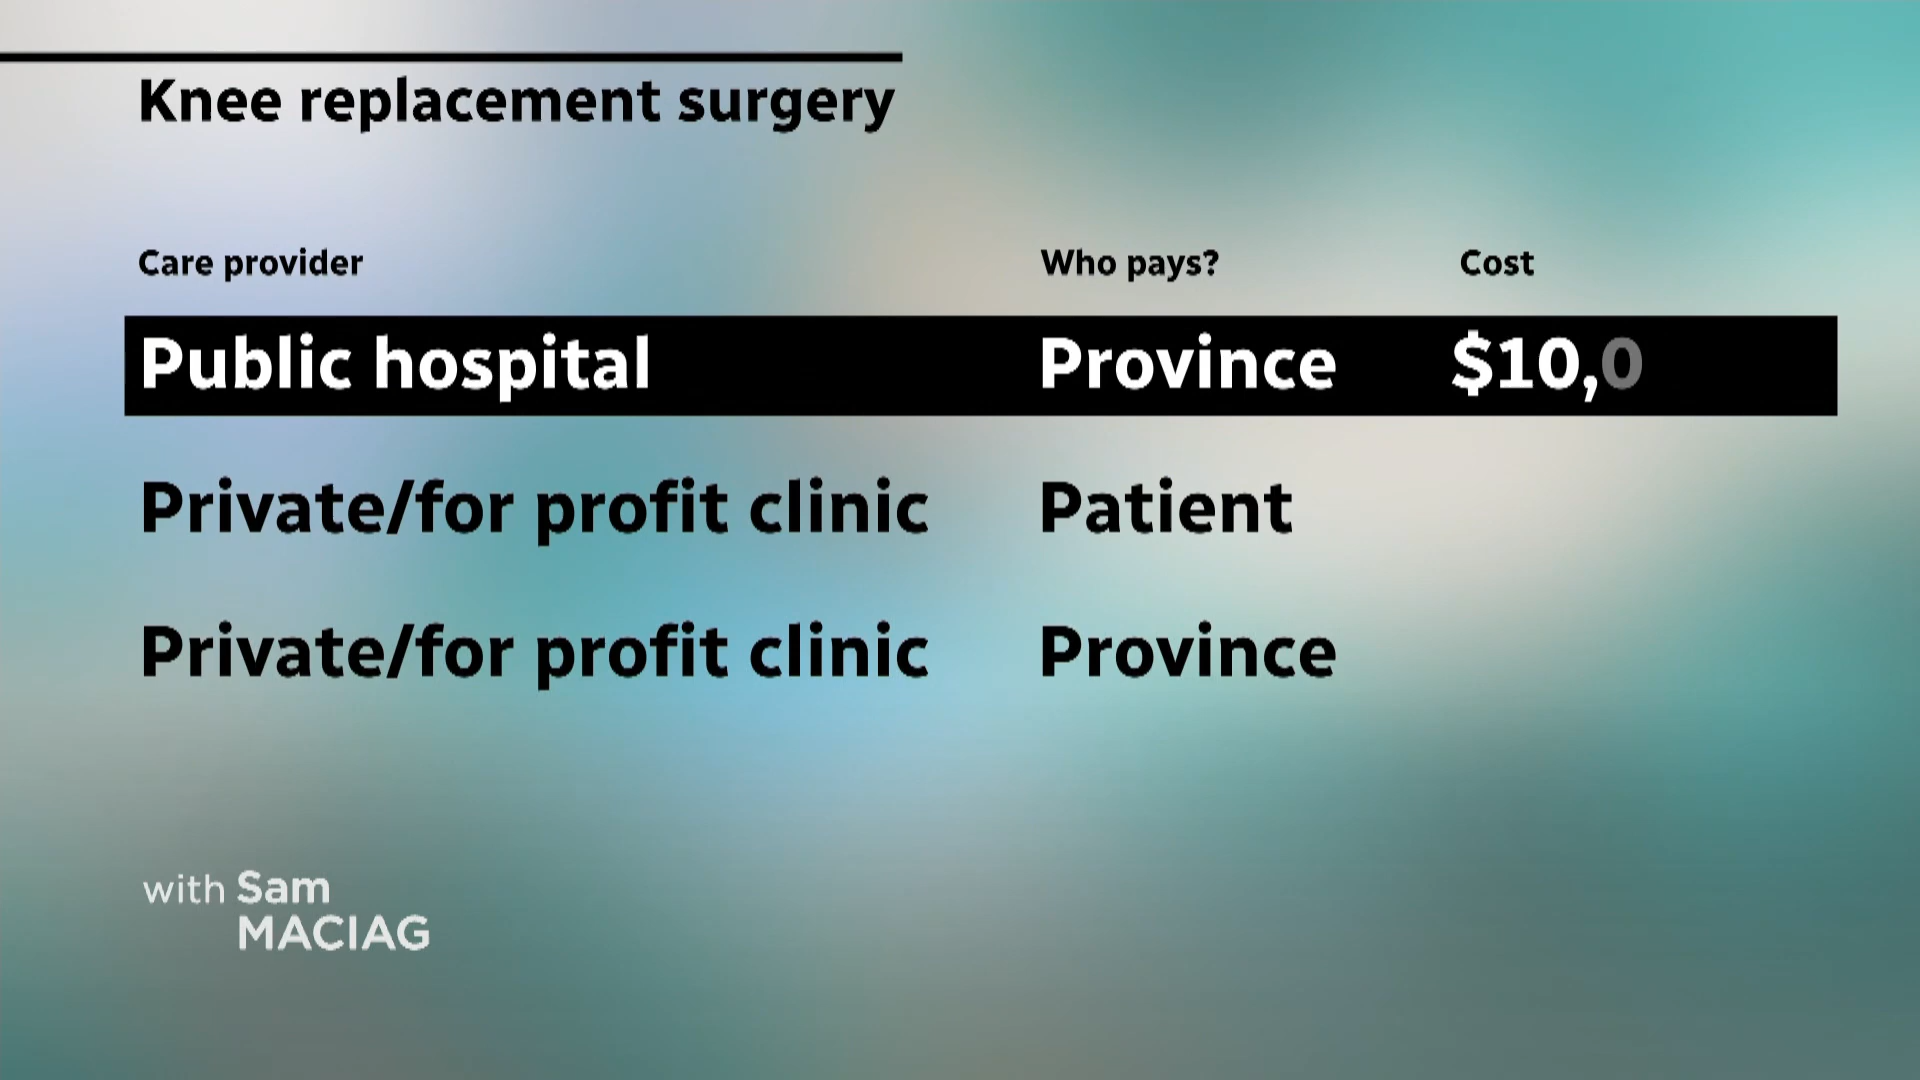 Knee replacement surgery
Care provider Who pays? Cost
Public hospital Province $10,0
Private/for profit clinic Patient
Private/for profit clinic Province
with Sam
MACIAG